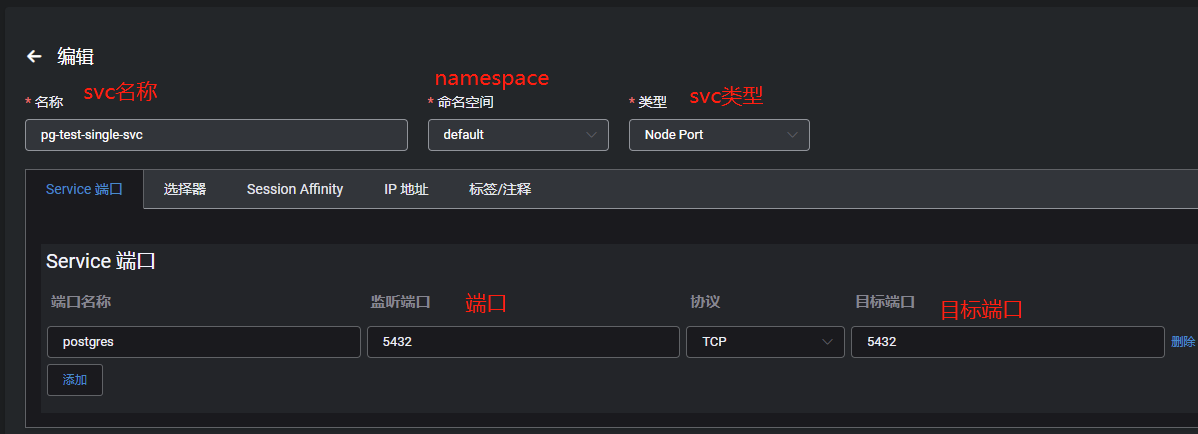 编辑
svc名称
namespace
svc类型
* 名称
* 命名空间
* 类型
pg-test-single-svc
default
Node Port
Service 端口
选择器
Session Affinity
IP 地址
标签/注释
Service 端口
端口名称
监听端口
端口
协议
目标端口
目标端口
postgres
5432
TCP
5432
删除
添加